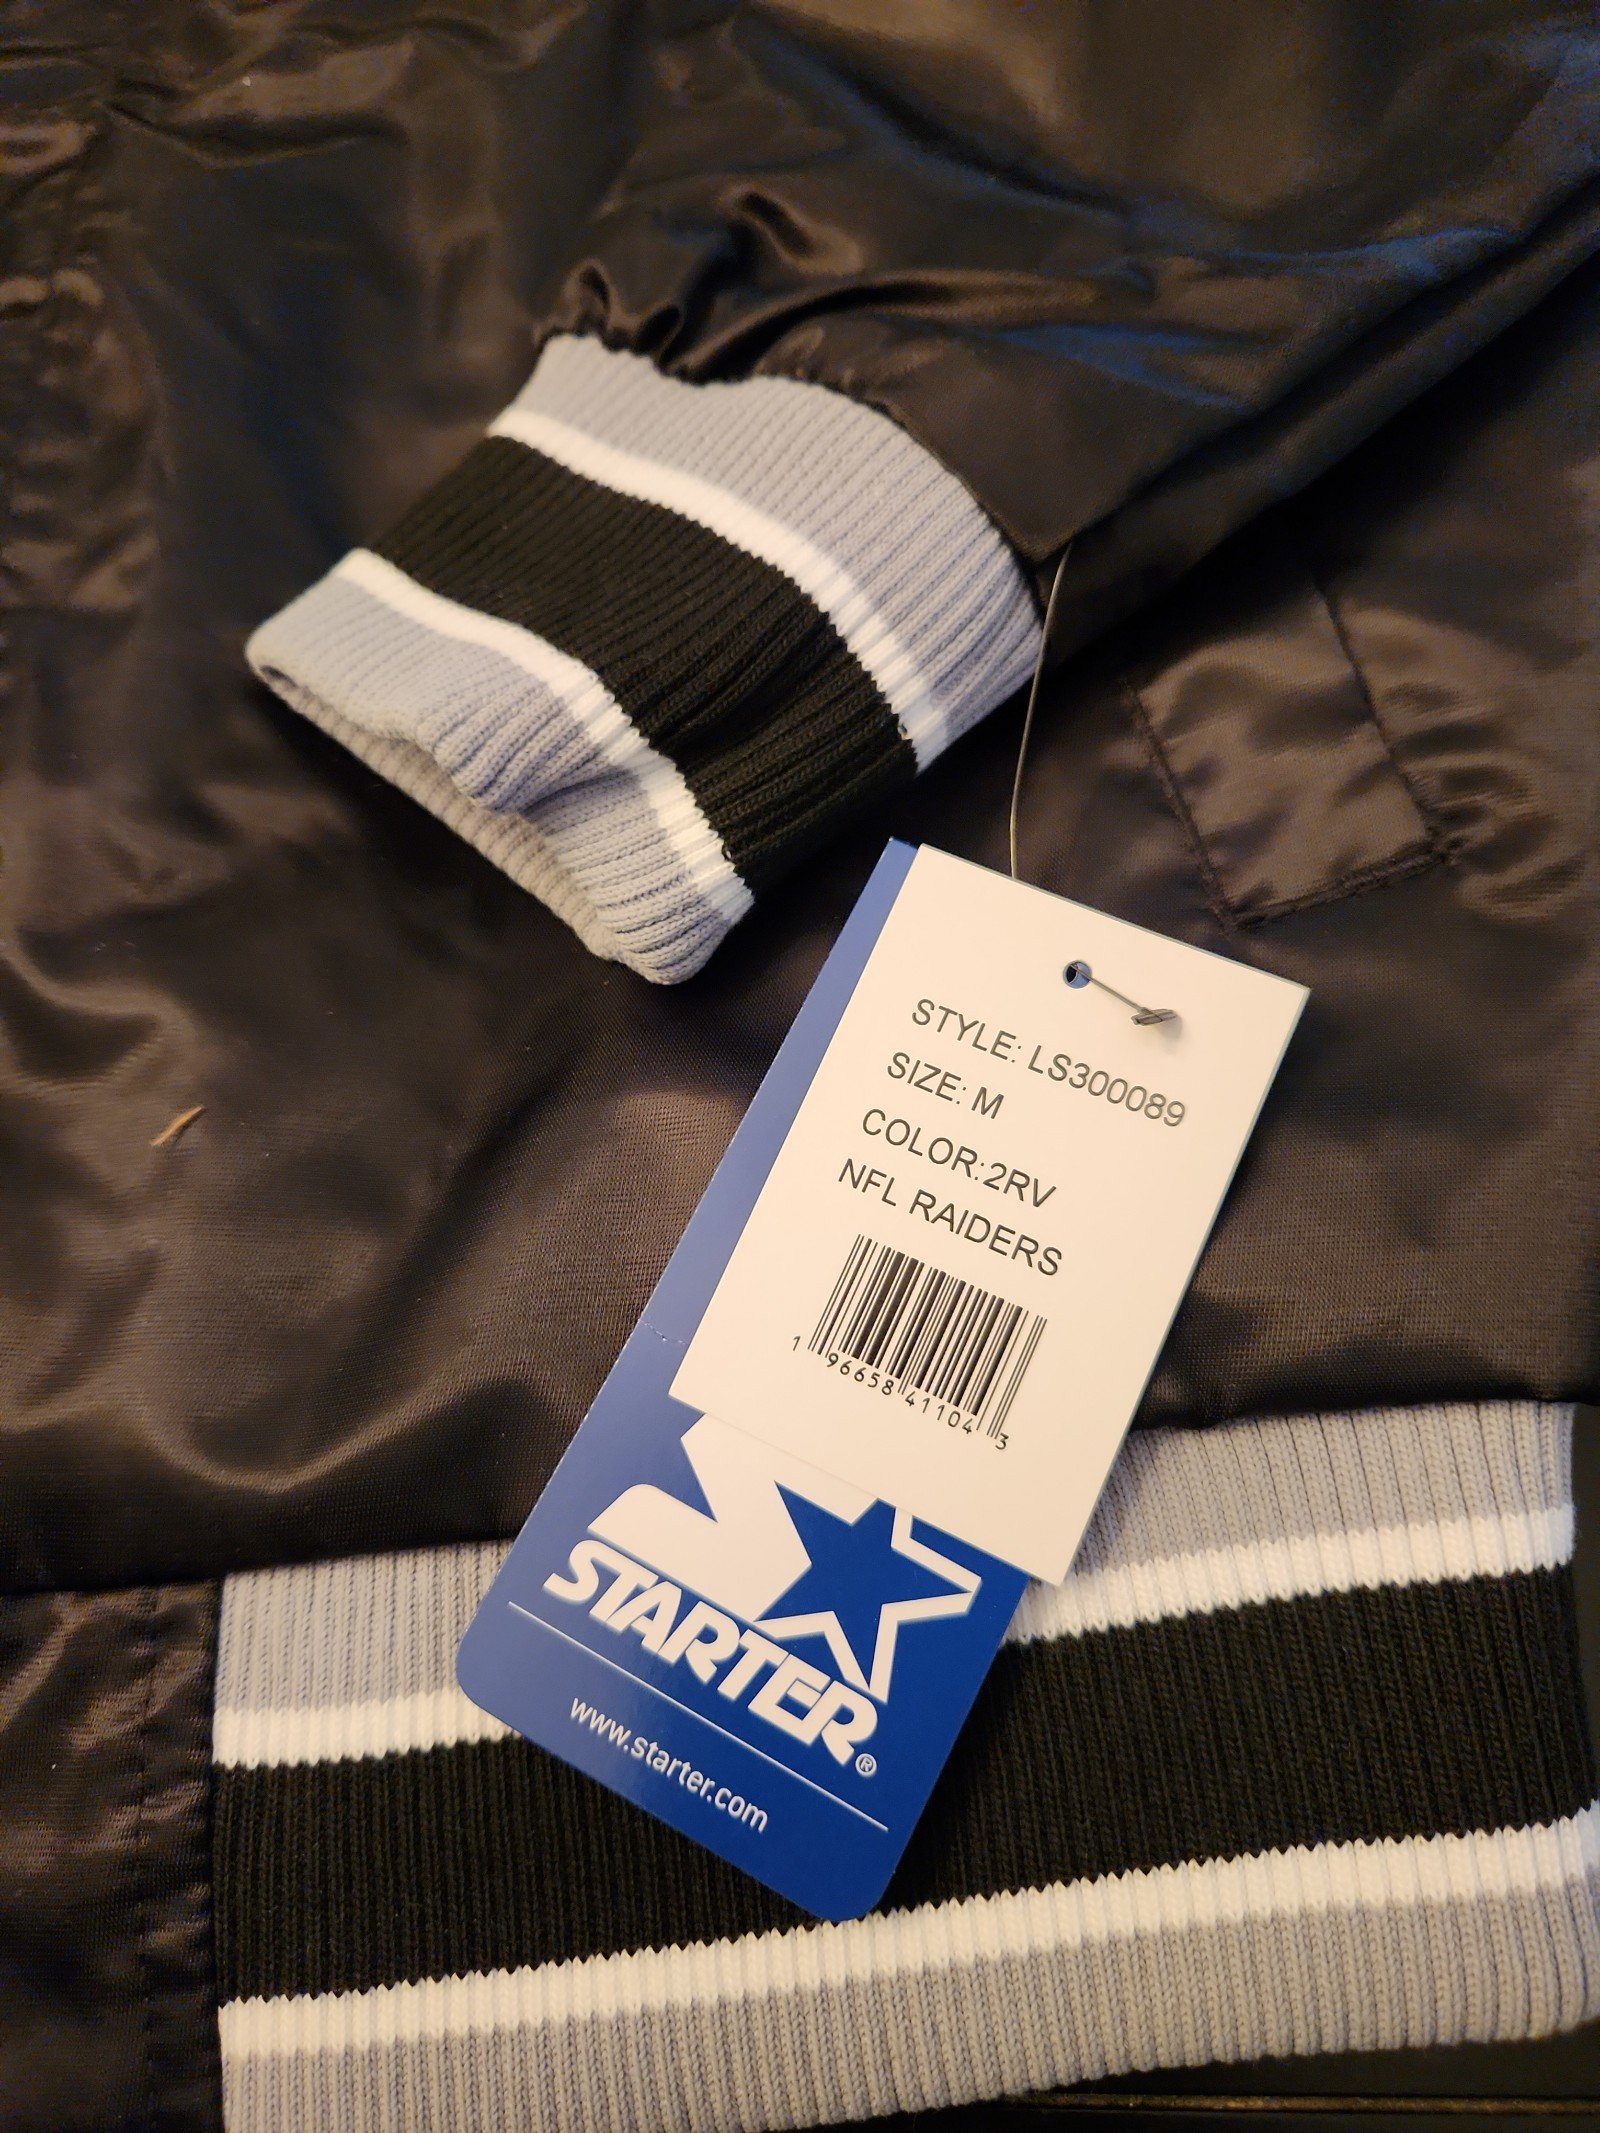 STYLE: LS300089
SIZE: M
COLOR:2RV
NFL RAIDERS
1 96658 41104 3
STARTER®
www.starter.com